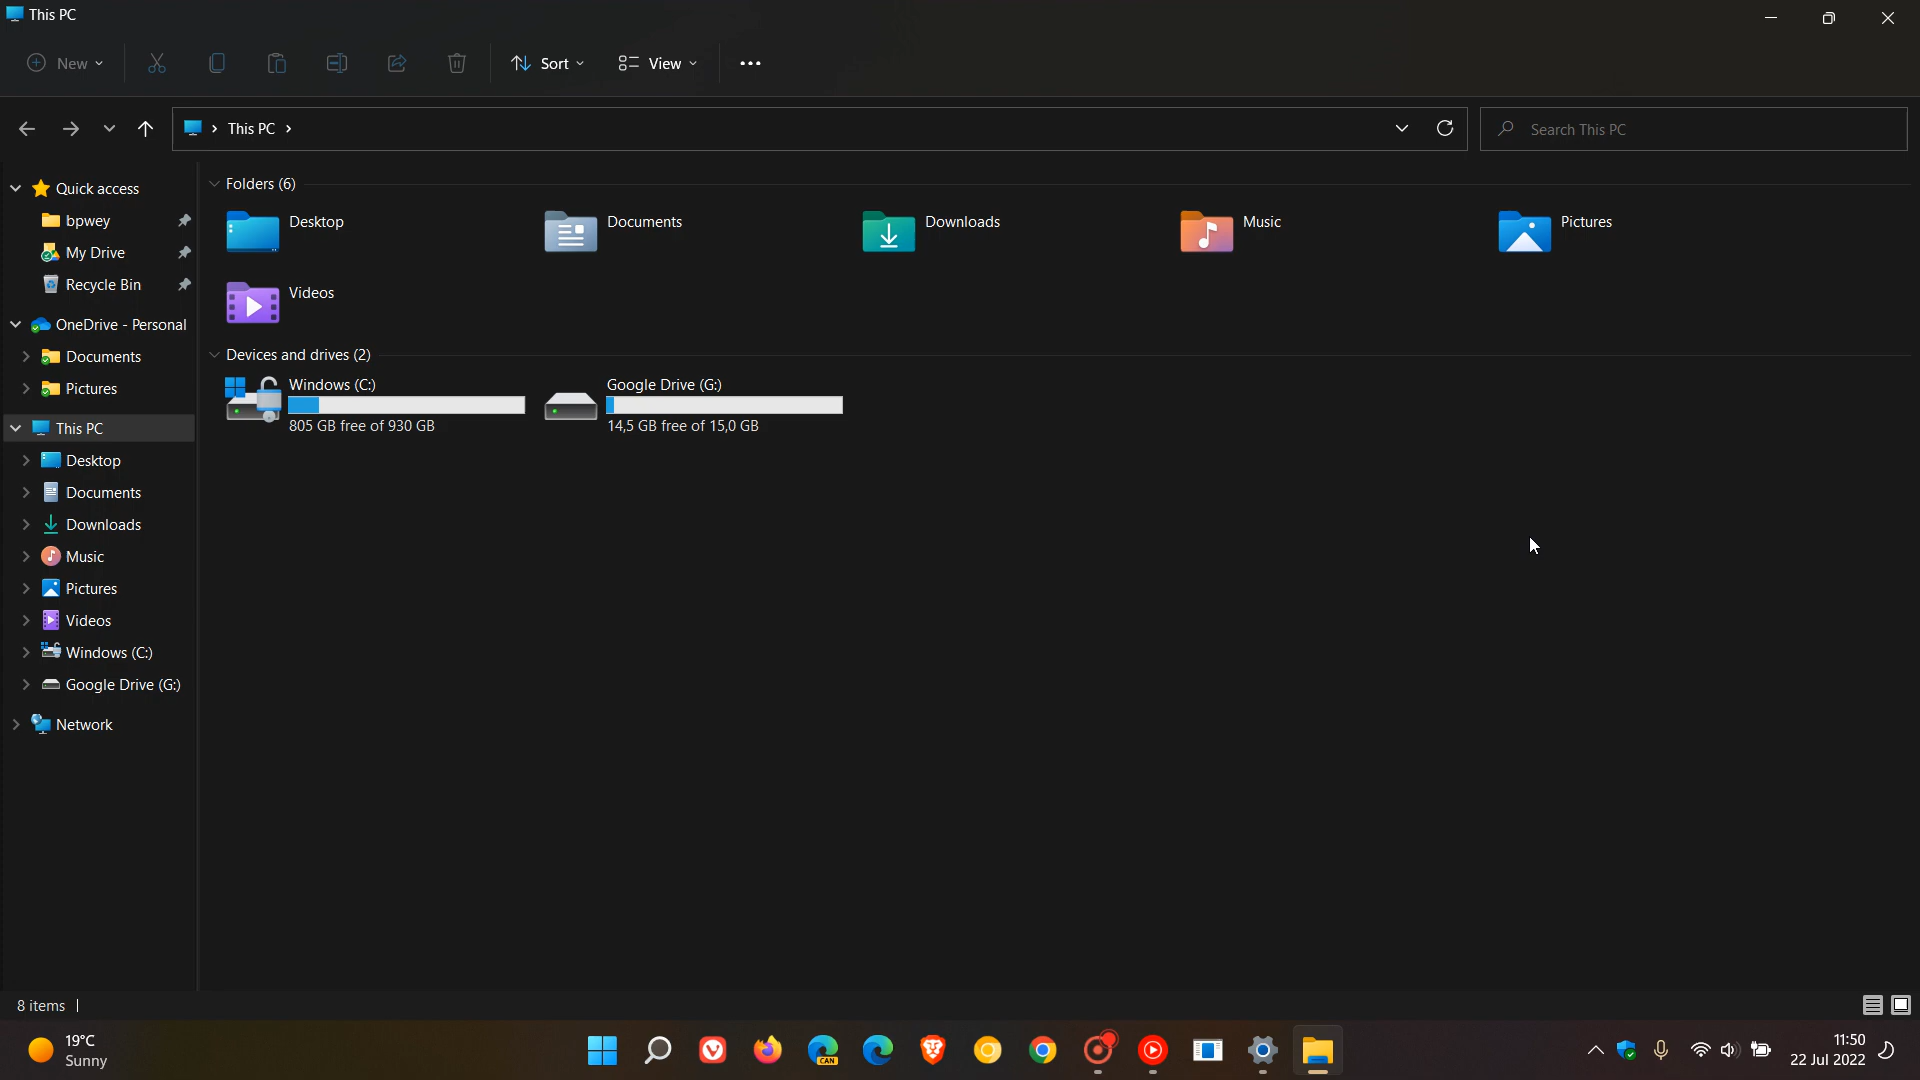 This PC
New
Sort
View
This PC
Search This PC
Quick access
bpwey
My Drive
Recycle Bin
OneDrive - Personal
Documents
Pictures
This PC
Desktop
Documents
Downloads
Music
Pictures
Videos
Windows (C:)
Google Drive (G:)
Network
Folders (6)
Desktop
Documents
Downloads
Music
Pictures
Videos
Devices and drives (2)
Windows (C:)
805 GB free of 930 GB
Google Drive (G:)
14,5 GB free of 15,0 GB
8 items
19°C
Sunny
CAN
11:50
22 Jul 2022